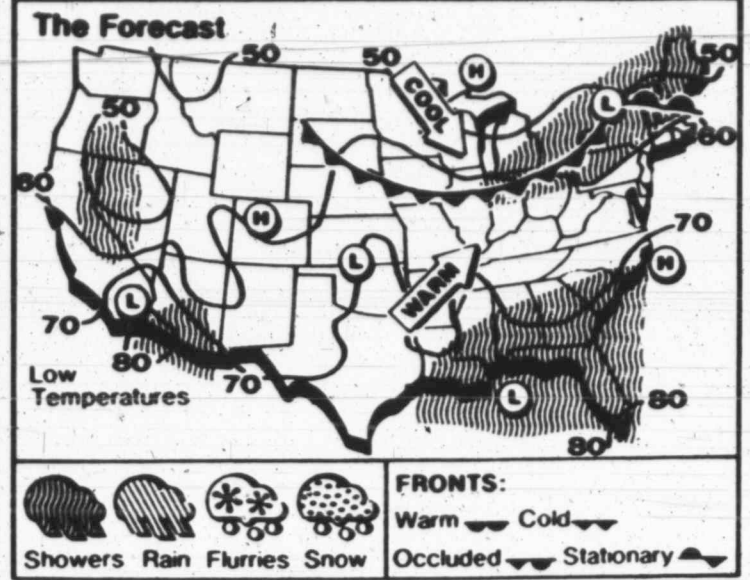 The Forecast
50
50
H
50
COOL
L
50
60
60
H
70
L
WARM
H
L
70
80
70
Low
Temperatures
L
80
80
FRONTS:
Warm
Cold
Showers
Rain
Flurries
Snow
Occluded
Stationary